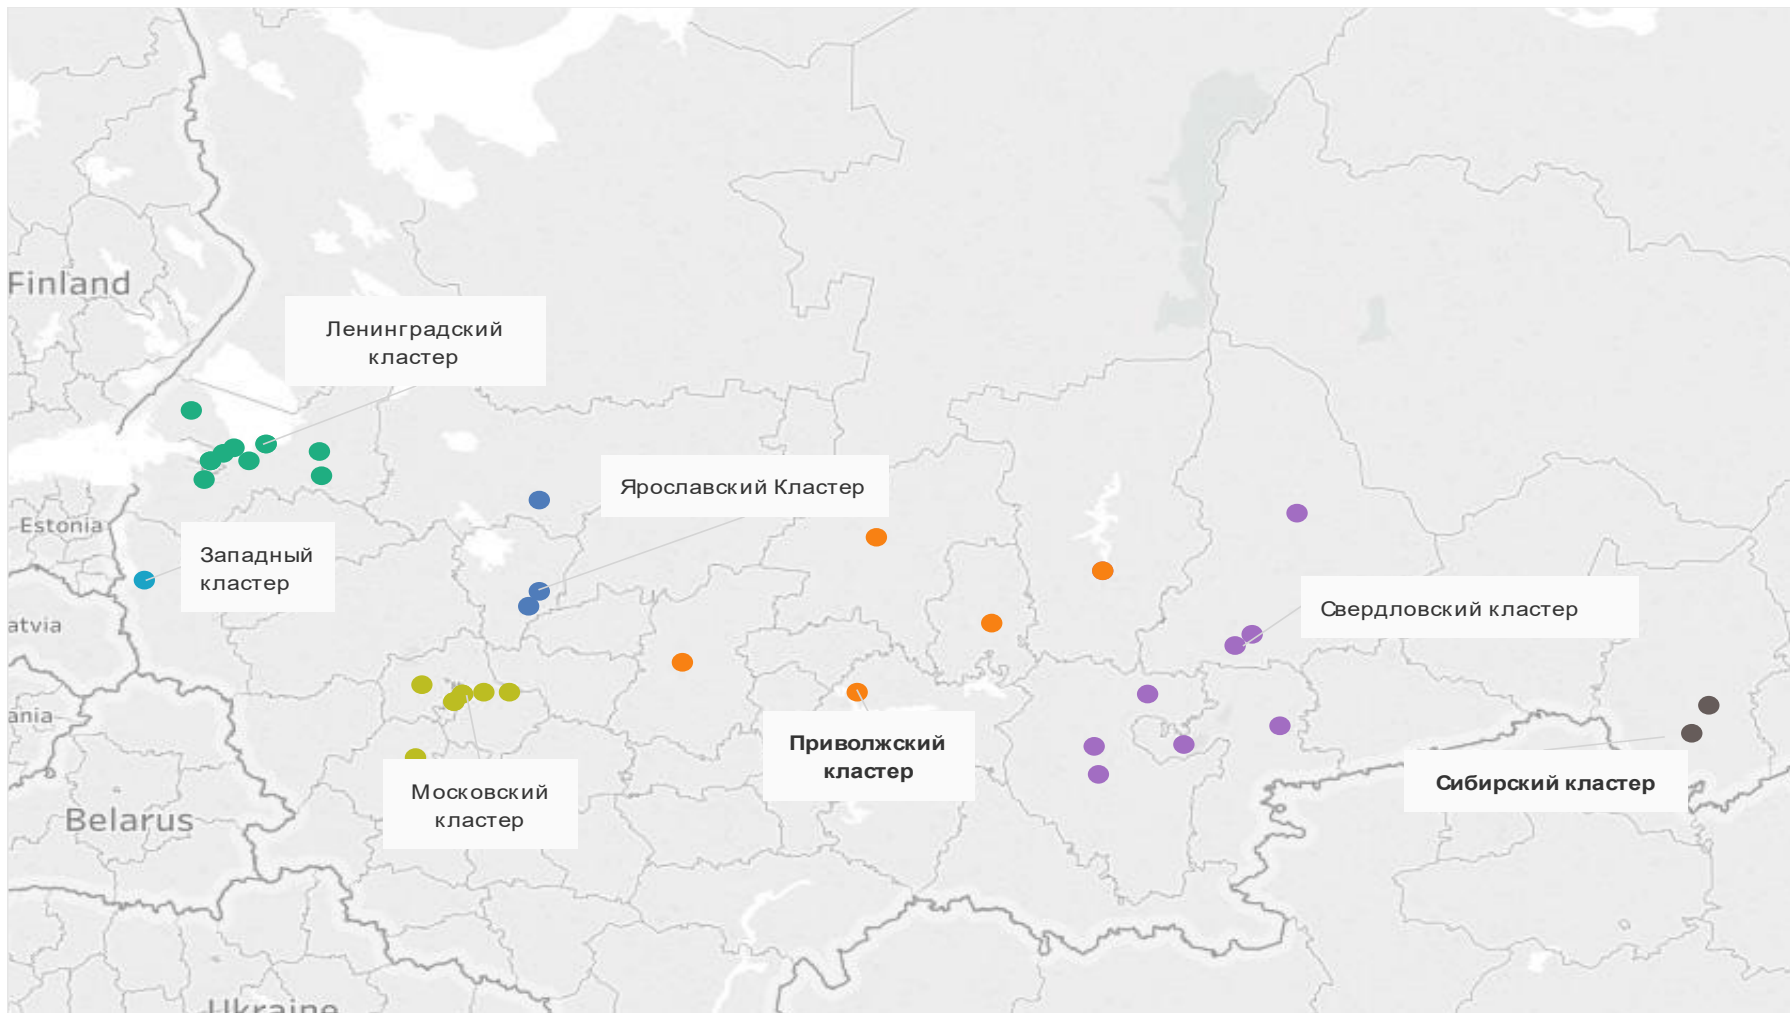 Finland
Ленинградский
кластер
Ярославский Кластер
Estonia
Западный
кластер
Свердловский кластер
atvia
ania
Приволжский
кластер
Сибирский кластер
Московский
кластер
Belarus
Ukraine